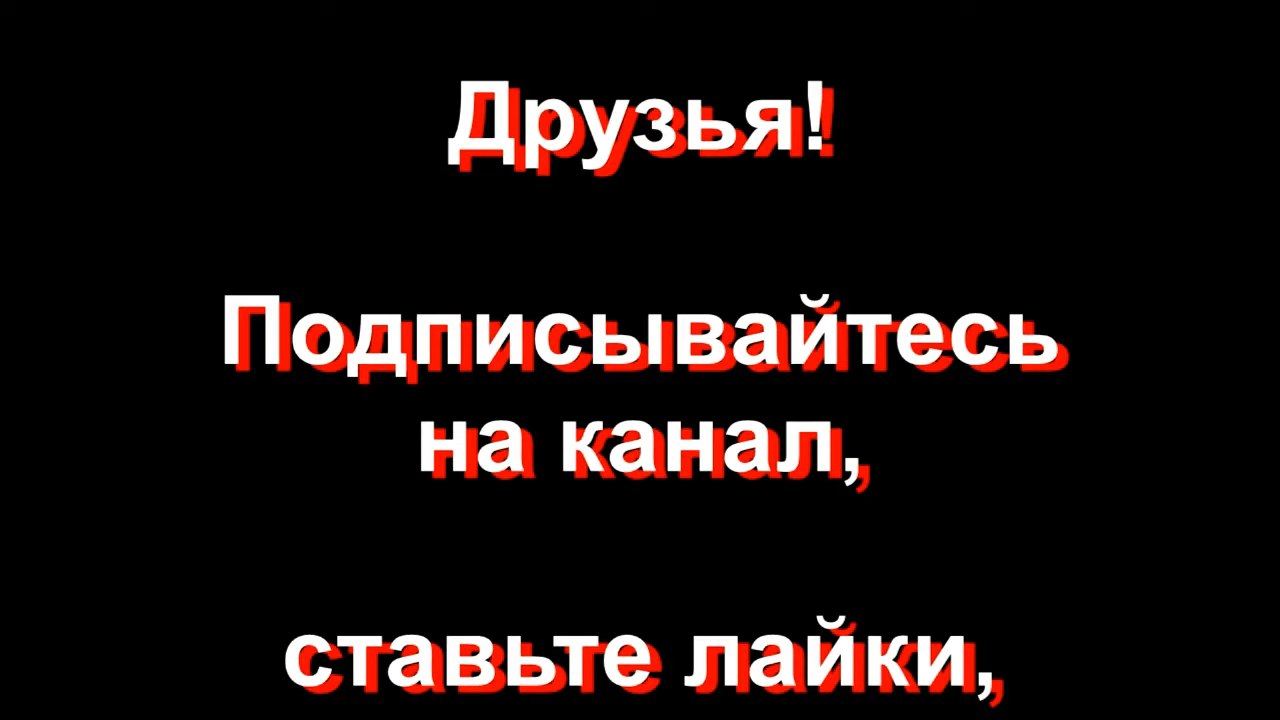 Друзья!
Подписывайтесь
на канал,
ставьте лайки,